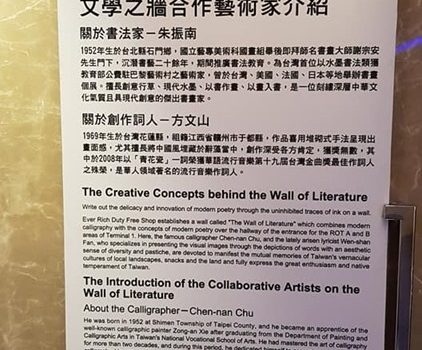 文學之牆合作藝術家介紹
關於書法家－朱振南
1952年生於台北縣石門鄉，國立藝專美術科國畫組畢後即拜師名書畫大師謝宗安
先生門下，沉潛書藝二十餘年，期間推廣書法教育。為台灣首位以水墨書法類獲
教育部公費駐巴黎藝術村之藝術家，曾於台灣、美國、法國、日本等地舉辦書畫
個展。擅長創意行草、現代水墨、以書作畫、以畫入書，是一位刻緣深層中華文
化氣質且具現代創意的傑出書畫家。
關於創作詞人－方文山
1969年生於台灣花蓮縣，祖籍江西省贛州市于都縣，作品喜用堆砌式手法呈現出
畫面感，尤其擅長將中國風埋藏於辭藻當中，創作深受各方肯定，獲獎無數，其
中於2008年以「青花瓷」一詞榮獲華語流行音樂第十九屆台灣金曲獎最佳作詞人
之殊榮，是華人領域著名的流行音樂作詞人。
The Creative Concepts behind the Wall of Literature
Write out the delicacy and innovation of modern poetry through the uninhibited traces of ink on a wall.
Ever Rich Duty Free Shop establishes a wall called "The Wall of Literature" which combines modern
calligraphy with the concepts of modern poetry over the hallway of the entrance for the ROT A and B
areas of Terminal 1. Here, the famous calligrapher Chen-nan Chu, and the lately arisen lyricist Wen-shan
Fan, who specializes in presenting the visual images through the depictions of words with an aesthetic
sense of diversity and pastiche, are devoted to manifest the mutual memories of Taiwan's vernacular
cultures of local landscapes, snacks and the land and fully express the great enthusiasm and native
temperament of Taiwan.
The Introduction of the Collaborative Artists on the
Wall of Literature
About the Calligrapher－Chen-nan Chu
He was born in 1952 at Shimen Township of Taipei County, and he became an apprentice of the
well-known calligraphic painter Zong-an Xie after graduating from the Department of Painting and
Calligraphic Arts in Taiwan's National Vocational School of Arts. He had mastered the art of calligraphy
for more than two decades, and during this period, he dedicated himself